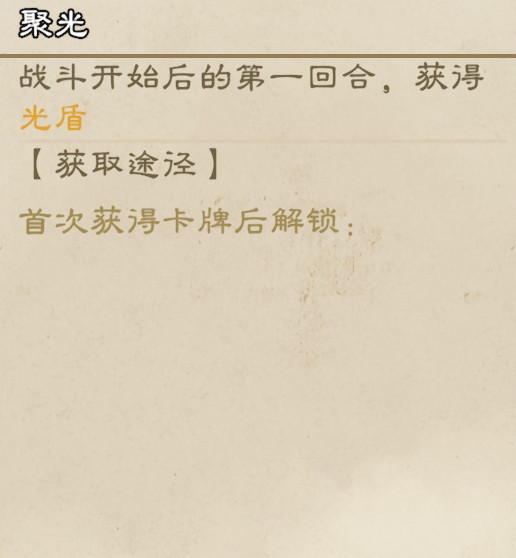 聚光
战斗开始后的第一回合，获得
光盾
【获取途径】
首次获得卡牌后解锁：